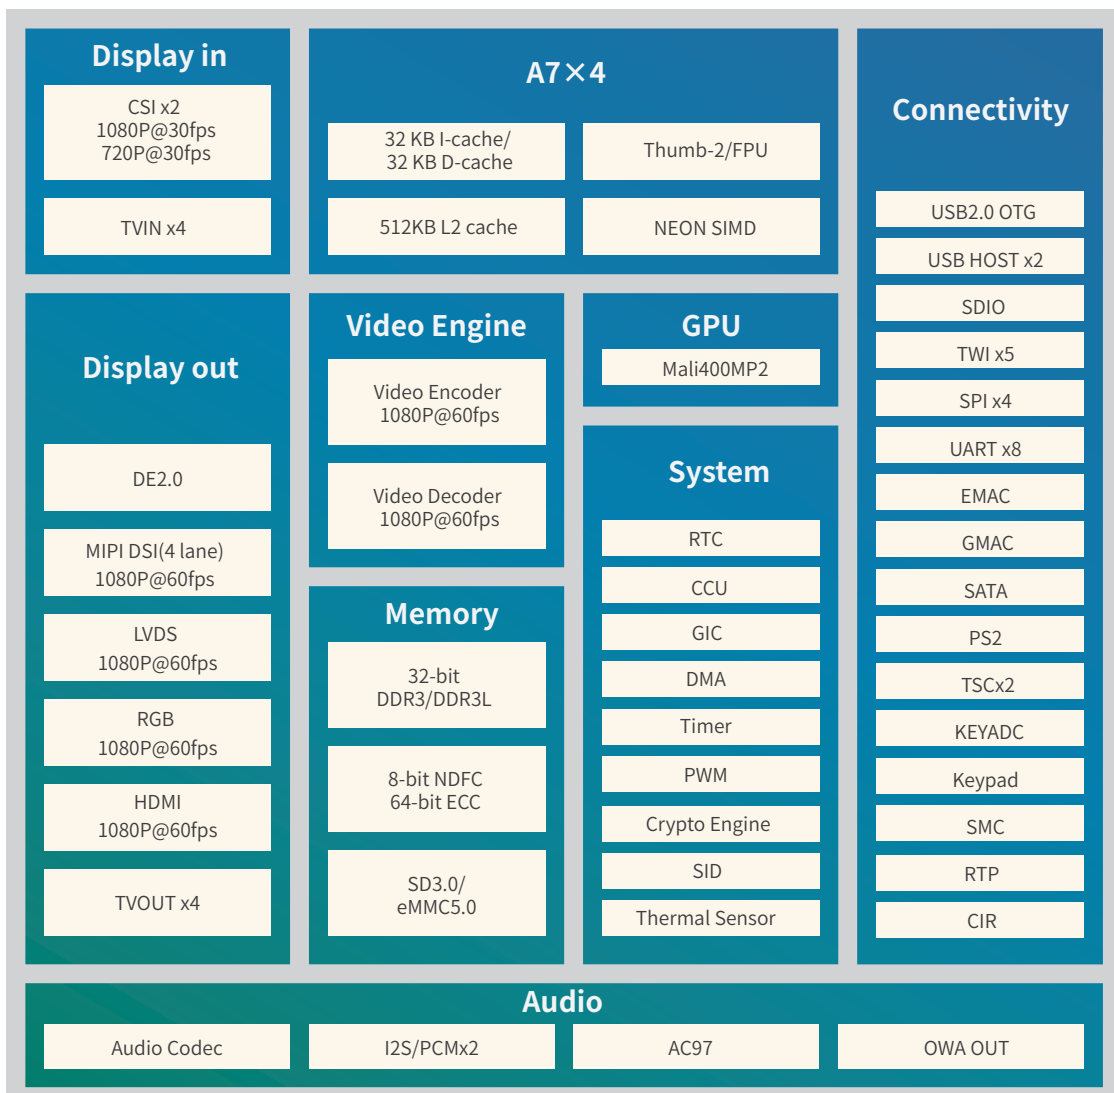 Display in
CSI x2
1080P@30fps
720P@30fps
TVIN x4
A7×4
32 KB I-cache/
32 KB D-cache
Thumb-2/FPU
512KB L2 cache
NEON SIMD
Connectivity
USB2.0 OTG
USB HOST x2
SDIO
TWI x5
SPI x4
UART x8
EMAC
GMAC
SATA
PS2
TSCx2
KEYADC
Keypad
SMC
RTP
CIR
Display out
DE2.0
MIPI DSI(4 lane)
1080P@60fps
LVDS
1080P@60fps
RGB
1080P@60fps
HDMI
1080P@60fps
TVOUT x4
Video Engine
Video Encoder
1080P@60fps
Video Decoder
1080P@60fps
GPU
Mali400MP2
Memory
32-bit
DDR3/DDR3L
8-bit NDFC
64-bit ECC
SD3.0/
eMMC5.0
System
RTC
CCU
GIC
DMA
Timer
PWM
Crypto Engine
SID
Thermal Sensor
Audio
Audio Codec
I2S/PCMx2
AC97
OWA OUT